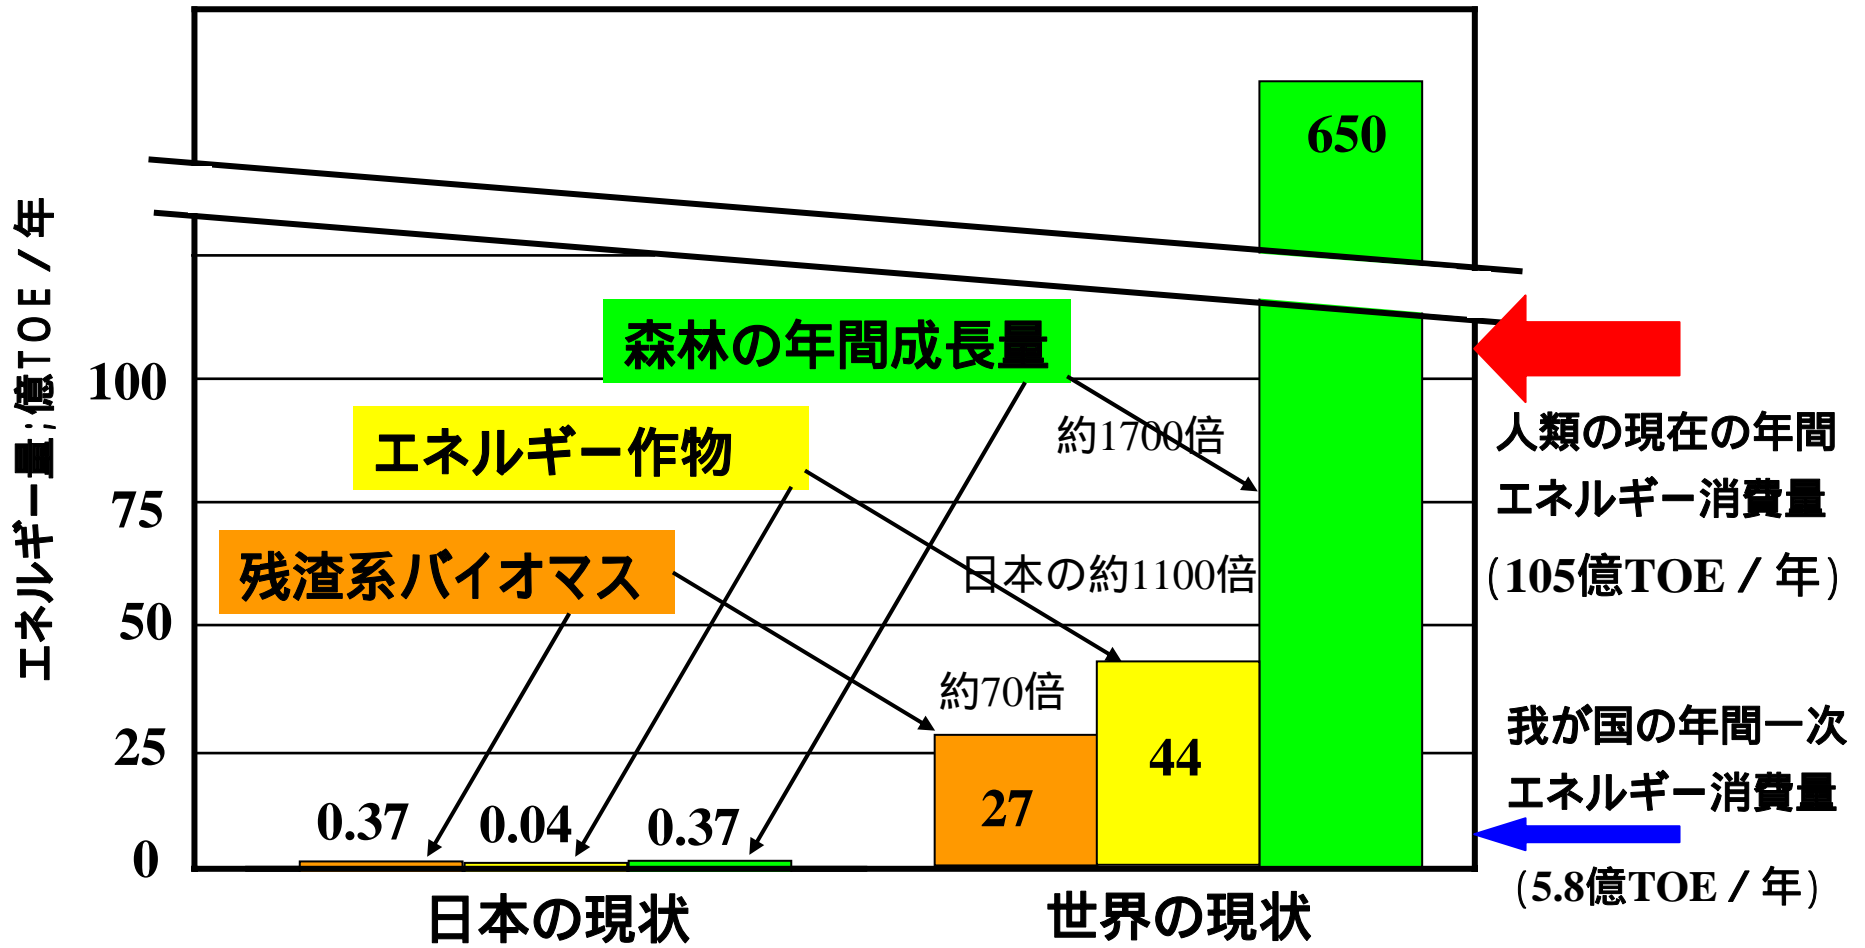 エネルギー量;億TOE / 年
650
森林の年間成長量
100
約1700倍
人類の現在の年間
エネルギー作物
エネルギー消費量
75
(105億TOE / 年)
残渣系バイオマス
日本の約1100倍
50
約70倍
我が国の年間一次
25
44
エネルギー消費量
27
0.37
0.04
0.37
0
(5.8億TOE / 年)
日本の現状
世界の現状